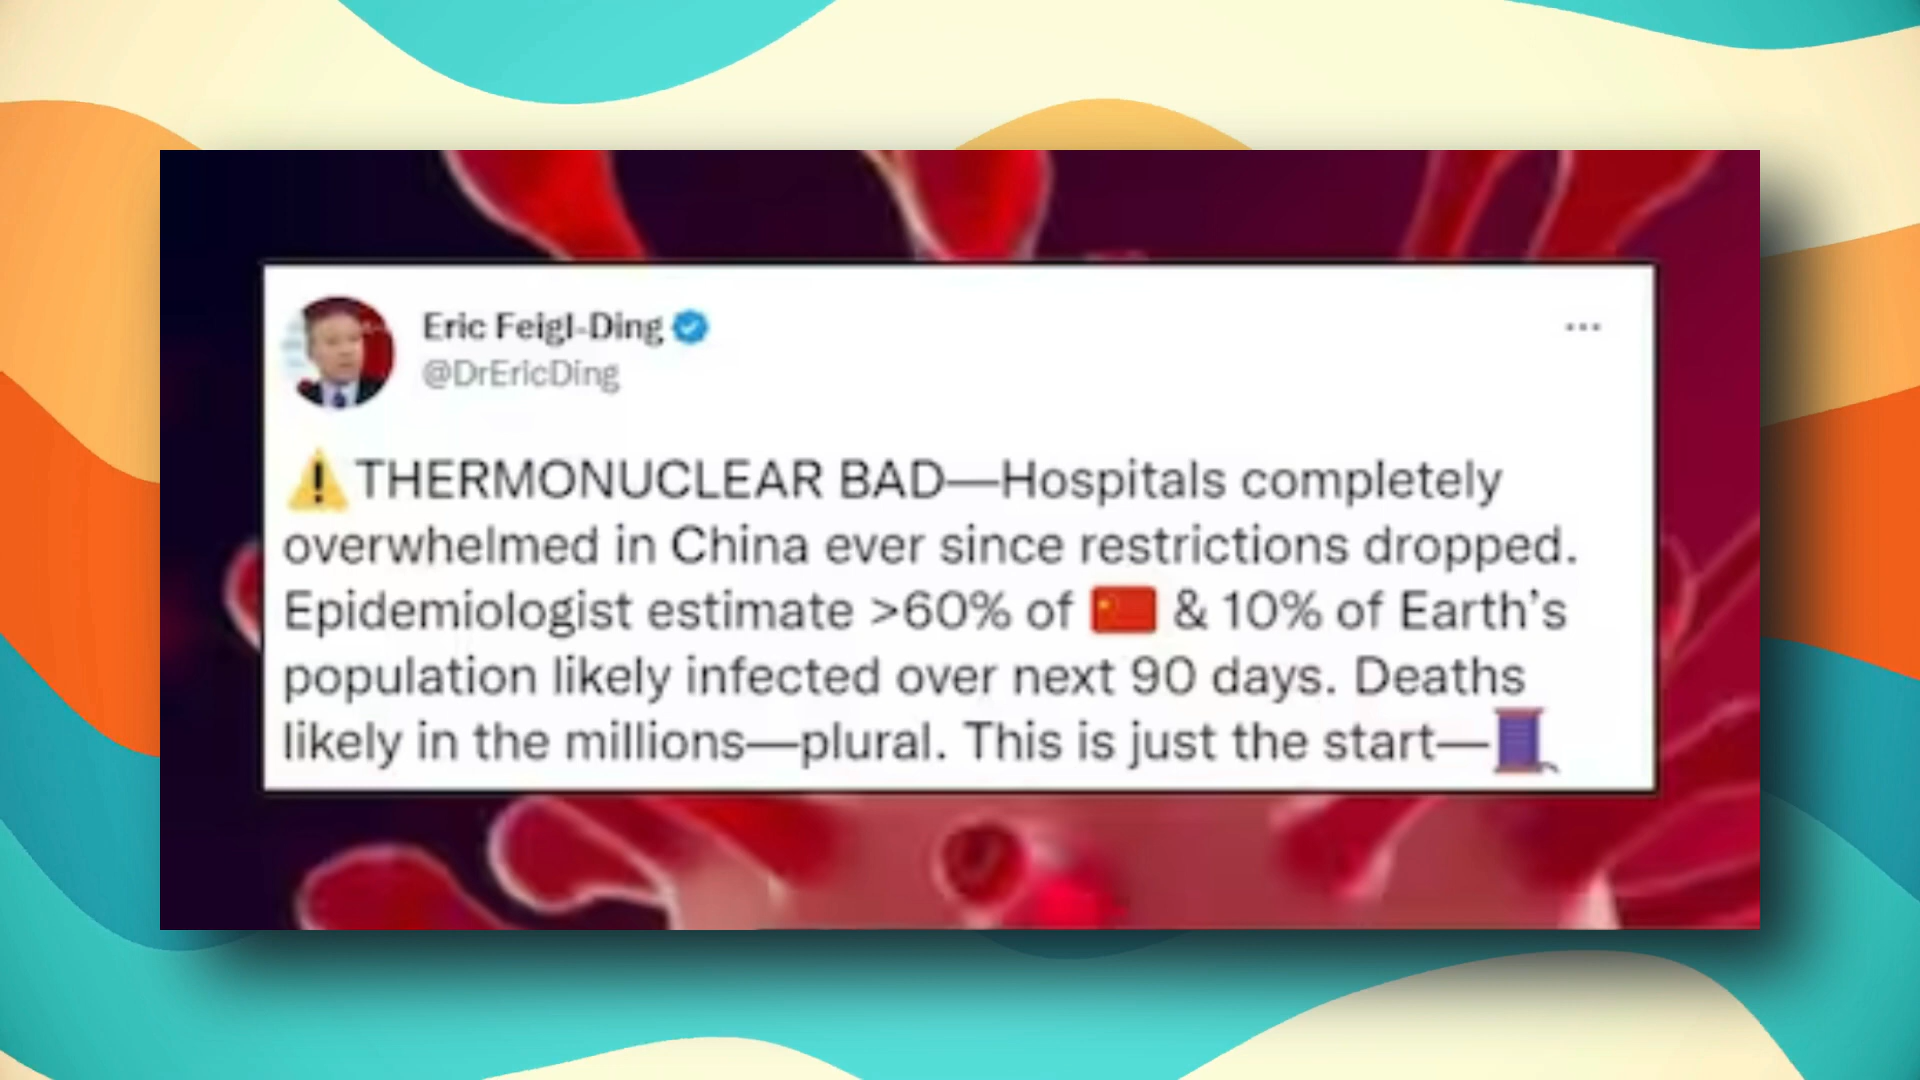 Eric Feigl-Ding
@DrEricDing
⚠️ THERMONUCLEAR BAD—Hospitals completely
overwhelmed in China ever since restrictions dropped.
Epidemiologist estimate >60% of 🇨🇳 & 10% of Earth’s
population likely infected over next 90 days. Deaths
likely in the millions—plural. This is just the start—🧵